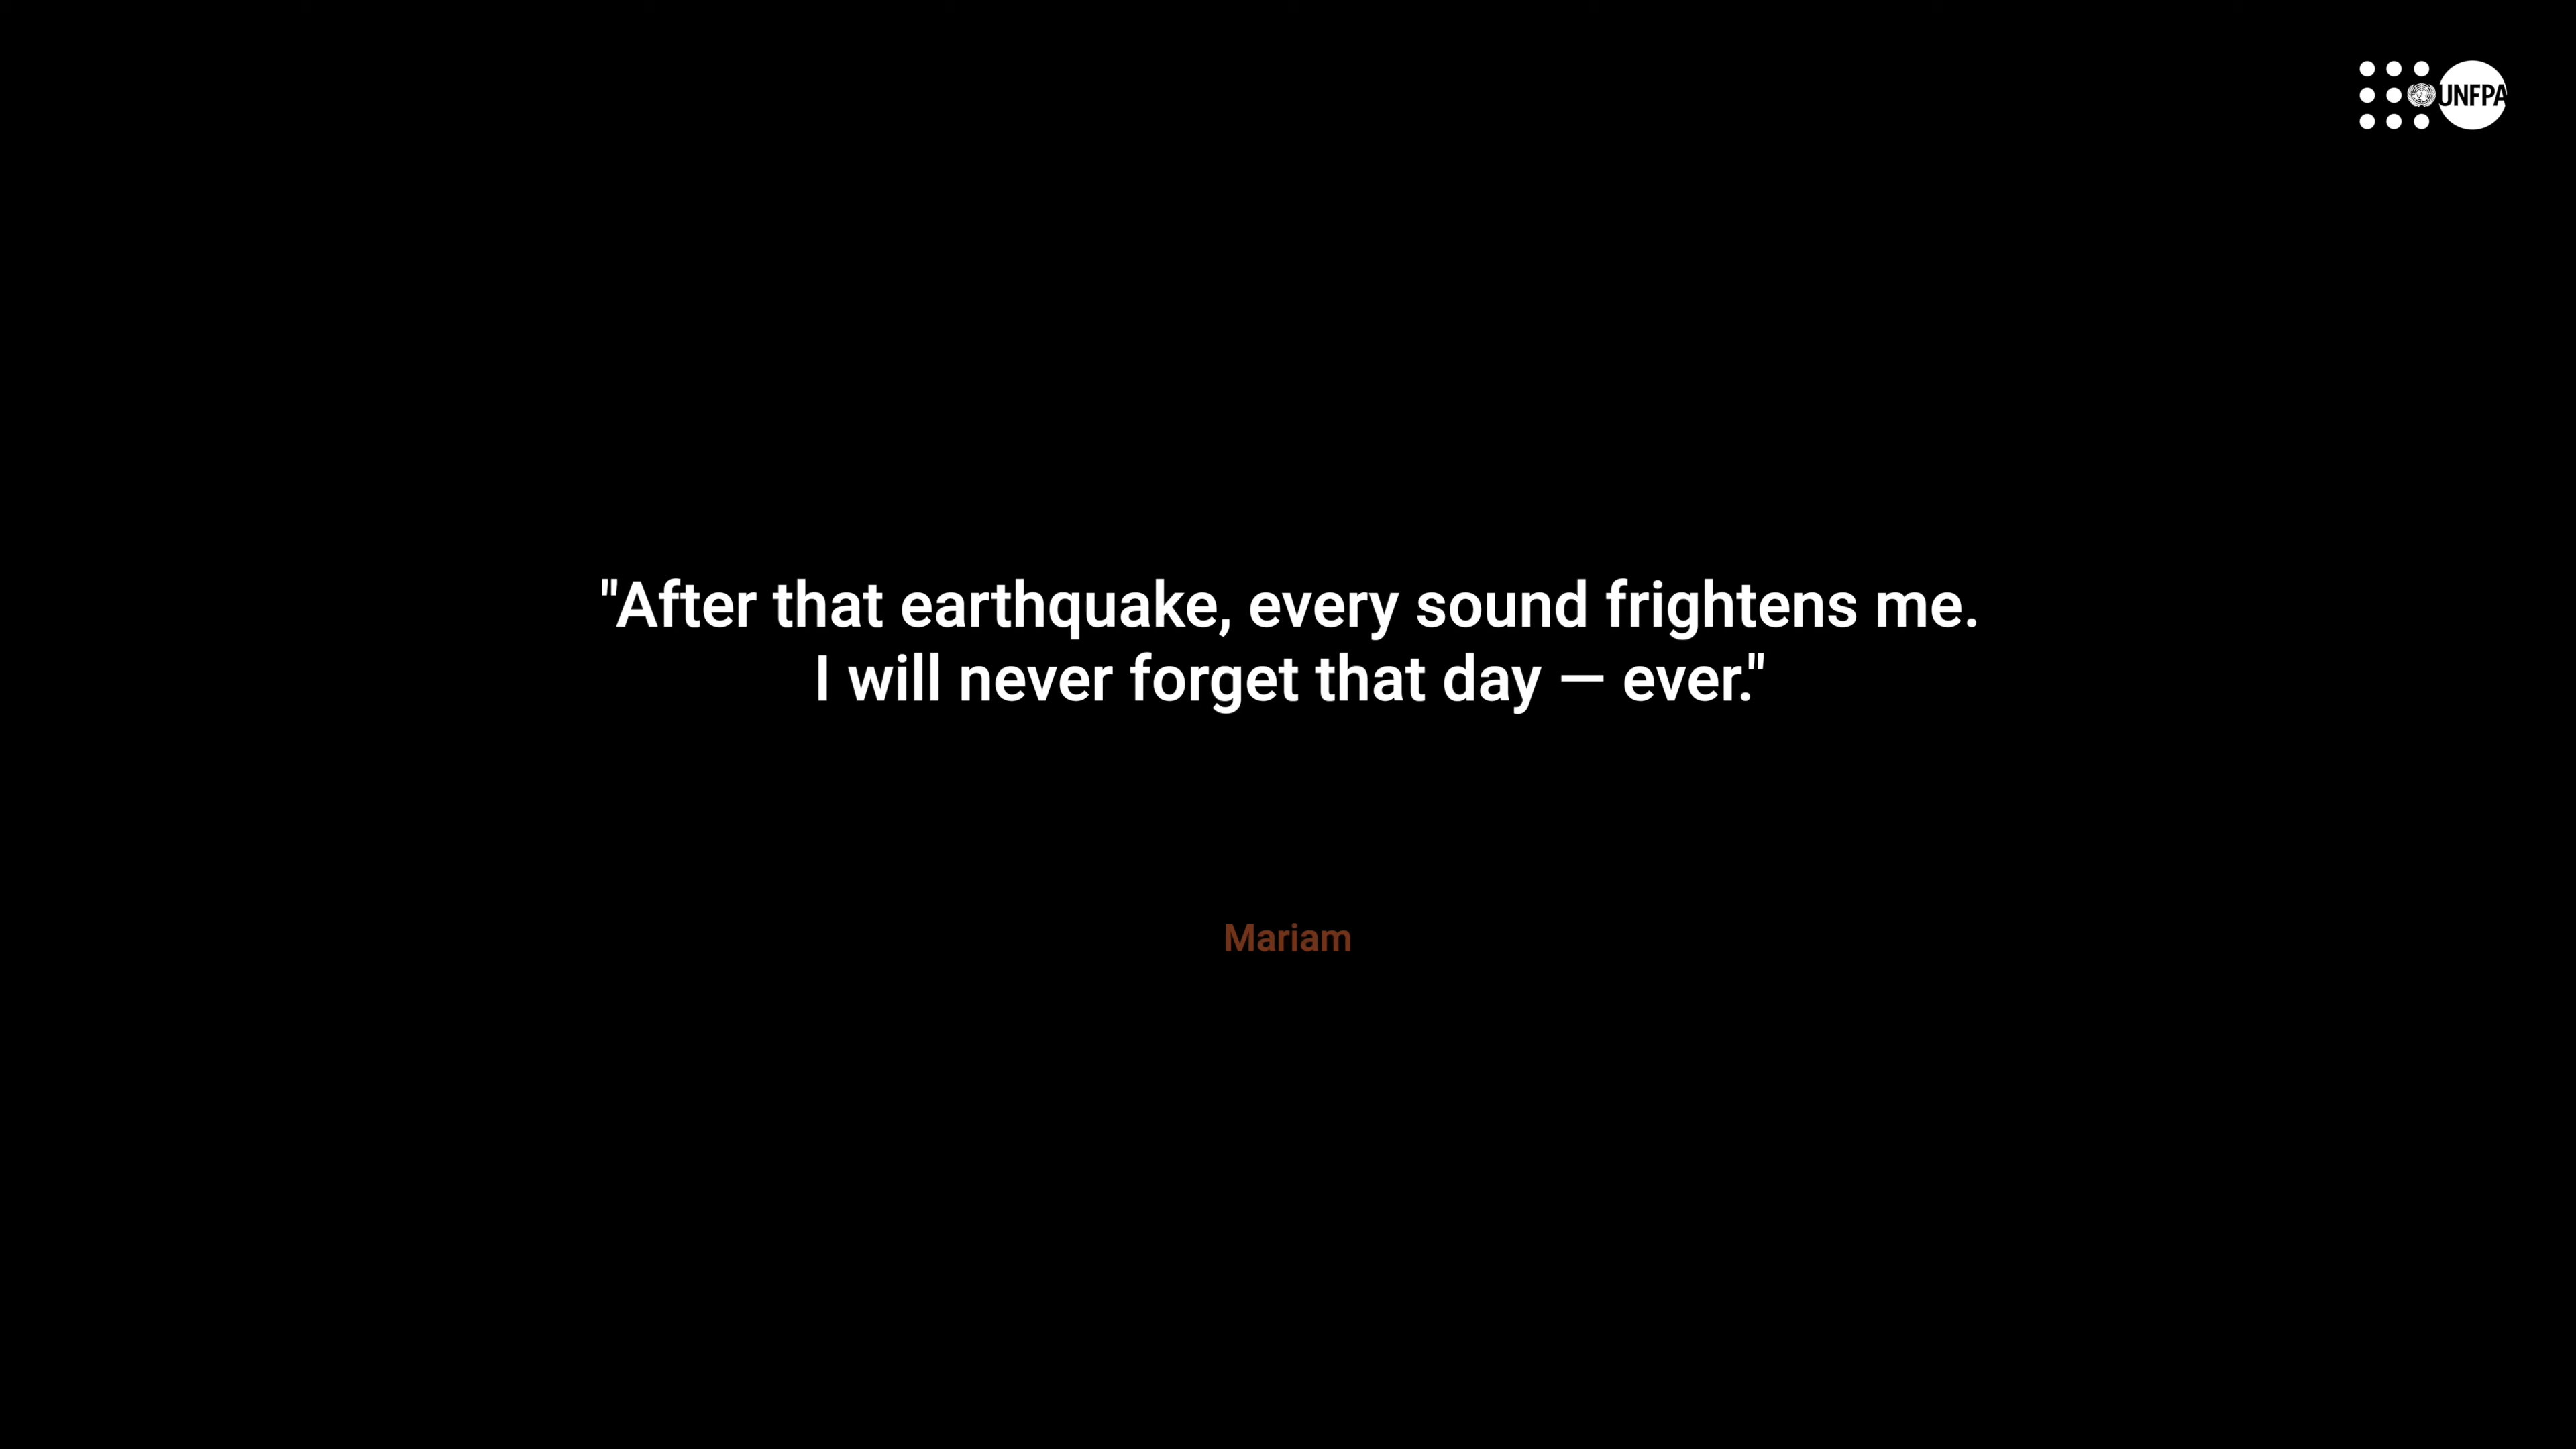 UNFPA
"After that earthquake, every sound frightens me.
I will never forget that day — ever."
Mariam